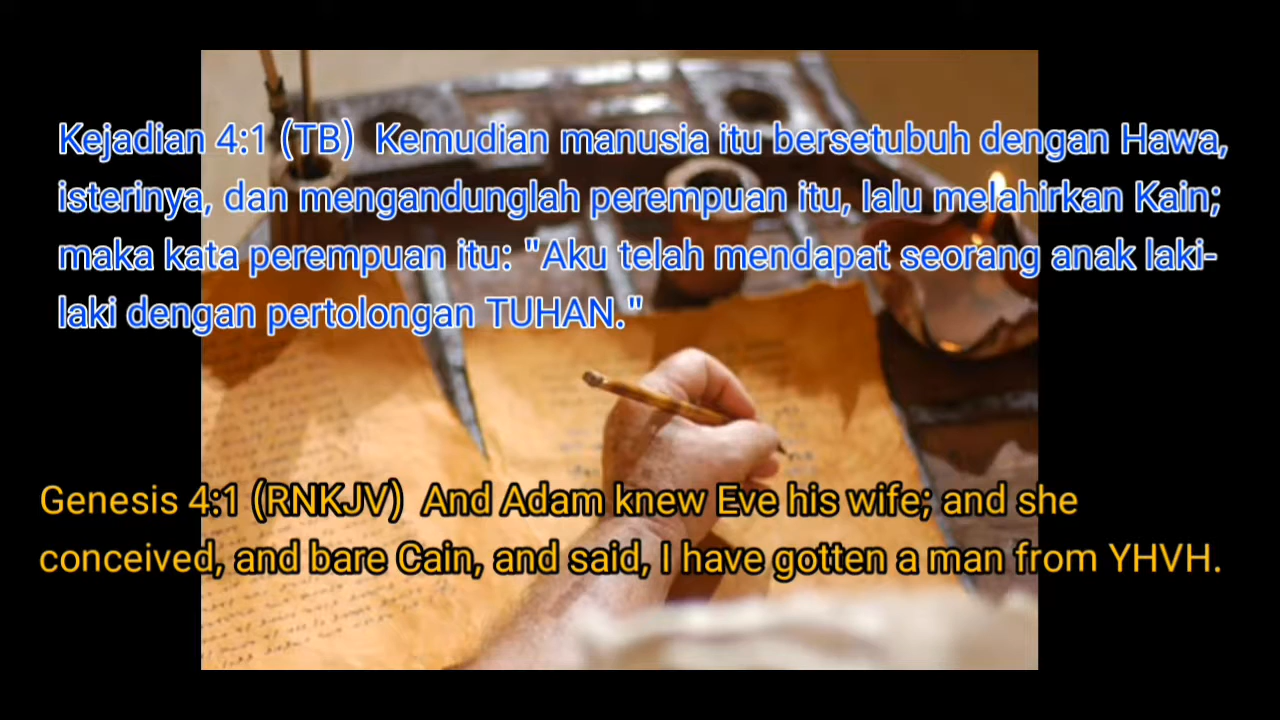 Kejadian 4:1 (TB) Kemudian manusia itu bersetubuh dengan Hawa,
isterinya, dan mengandunglah perempuan itu, lalu melahirkan Kain;
maka kata perempuan itu: "Aku telah mendapat seorang anak laki-
laki dengan pertolongan TUHAN."
Genesis 4:1 (RNKJV) And Adam knew Eve his wife; and she
conceived, and bare Cain, and said, I have gotten a man from YHVH.